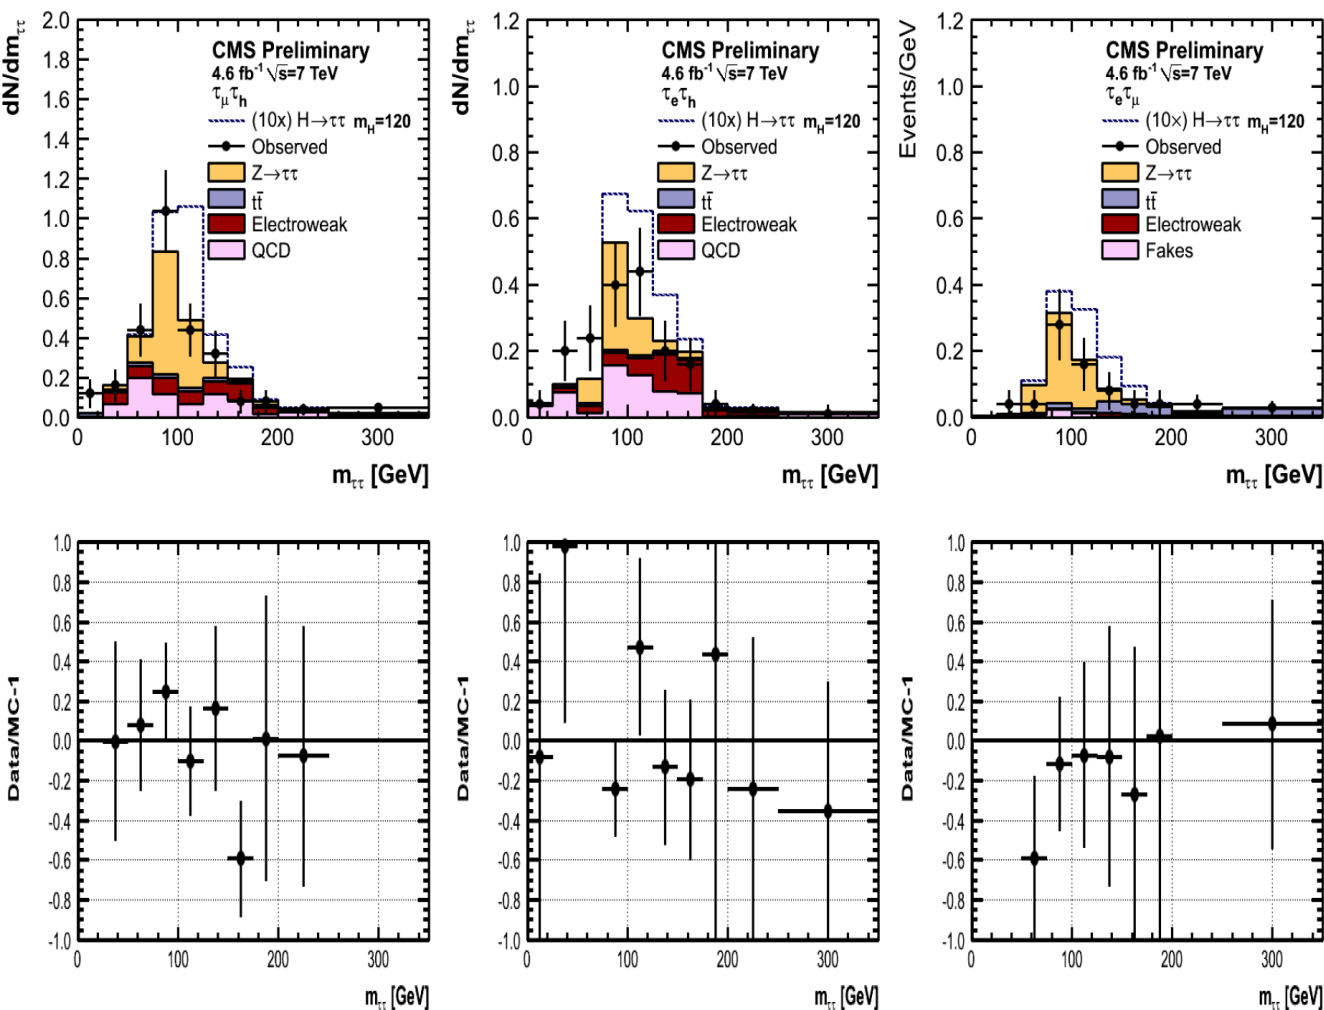 dN/dm_ττ
2.0
1.8
1.6
1.4
1.2
1.0
0.8
0.6
0.4
0.2
0.0
CMS Preliminary
4.6 fb⁻¹ √s=7 TeV
τ_μτ_h
(10x) H→ττ m_H=120
Observed
Z→ττ
tt̄
Electroweak
QCD
0 100 200 300
m_ττ [GeV]
dN/dm_ττ
1.2
1.0
0.8
0.6
0.4
0.2
0.0
CMS Preliminary
4.6 fb⁻¹ √s=7 TeV
τ_eτ_h
(10x) H→ττ m_H=120
Observed
Z→ττ
tt̄
Electroweak
QCD
0 100 200 300
m_ττ [GeV]
Events/GeV
1.2
1.0
0.8
0.6
0.4
0.2
0.0
CMS Preliminary
4.6 fb⁻¹ √s=7 TeV
τ_eτ_μ
(10×) H→ττ m_H=120
Observed
Z→ττ
tt̄
Electroweak
Fakes
0 100 200 300
m_ττ [GeV]
Data/MC-1
1.0
0.8
0.6
0.4
0.2
0.0
-0.2
-0.4
-0.6
-0.8
-1.0
0 100 200 300
m_ττ [GeV]
Data/MC-1
1.0
0.8
0.6
0.4
0.2
0.0
-0.2
-0.4
-0.6
-0.8
-1.0
0 100 200 300
m_ττ [GeV]
Data/MC-1
1.0
0.8
0.6
0.4
0.2
0.0
-0.2
-0.4
-0.6
-0.8
-1.0
0 100 200 300
m_ττ [GeV]